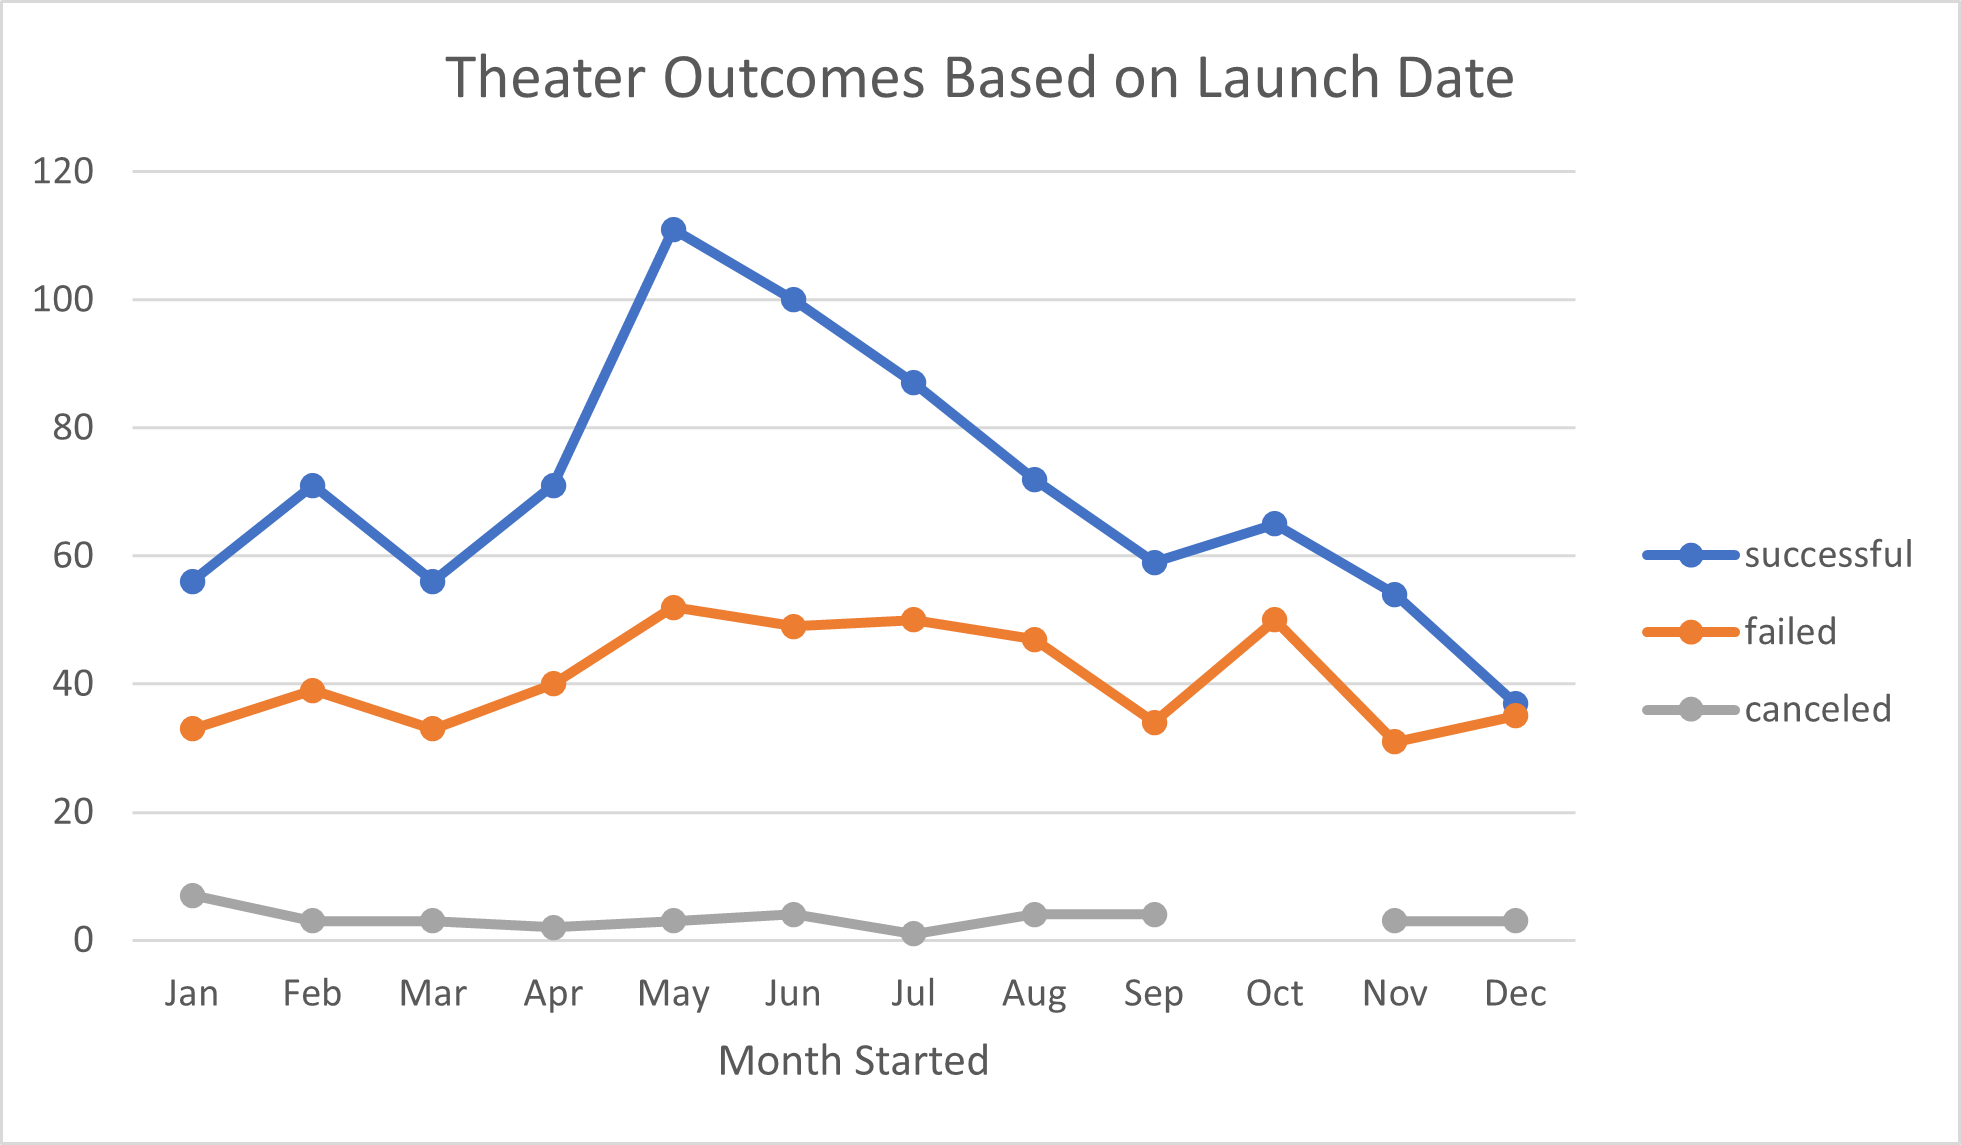 Theater Outcomes Based on Launch Date
120
100
80
60
40
20
0
Jan Feb Mar Apr May Jun Jul Aug Sep Oct Nov Dec
Month Started
successful
failed
canceled